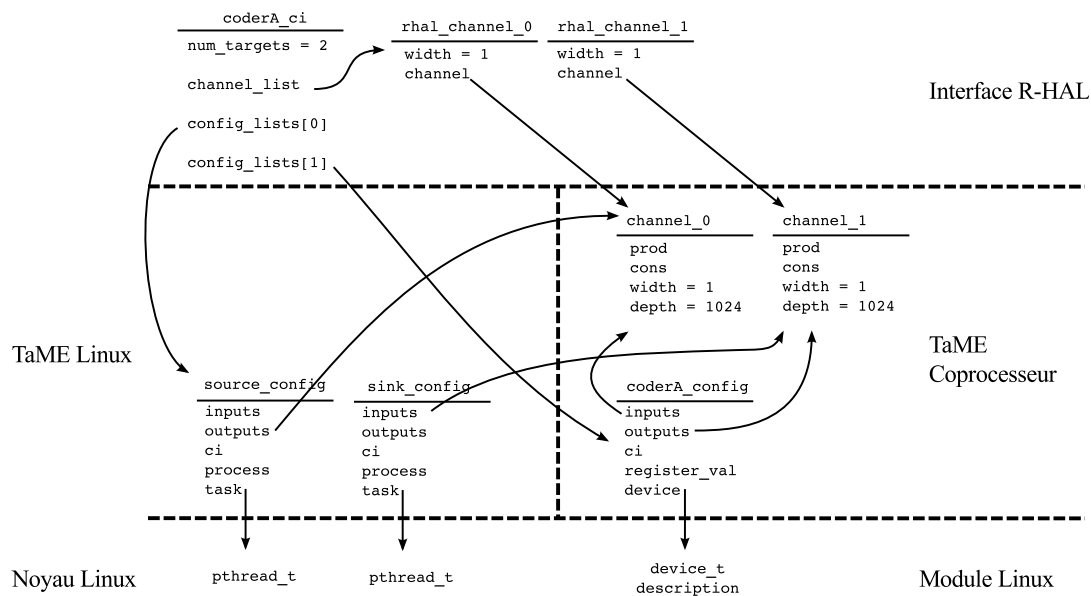 coderA_ci
num_targets = 2
channel_list
config_lists[0]
config_lists[1]
rhal_channel_0
width = 1
channel
rhal_channel_1
width = 1
channel
Interface R-HAL
channel_0
prod
cons
width = 1
depth = 1024
channel_1
prod
cons
width = 1
depth = 1024
TaME Linux
source_config
inputs
outputs
ci
process
task
sink_config
inputs
outputs
ci
process
task
coderA_config
inputs
outputs
ci
register_val
device
TaME
Coprocesseur
Noyau Linux
pthread_t
pthread_t
device_t
description
Module Linux